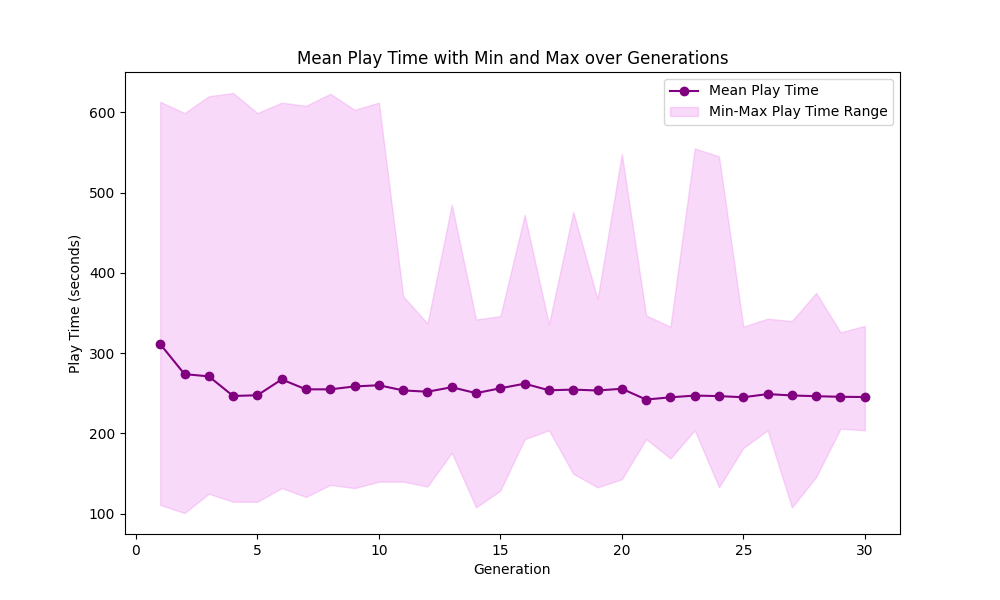 Mean Play Time with Min and Max over Generations
Mean Play Time
Min-Max Play Time Range
600
500
400
300
200
100
Play Time (seconds)
0
5
10
15
20
25
30
Generation